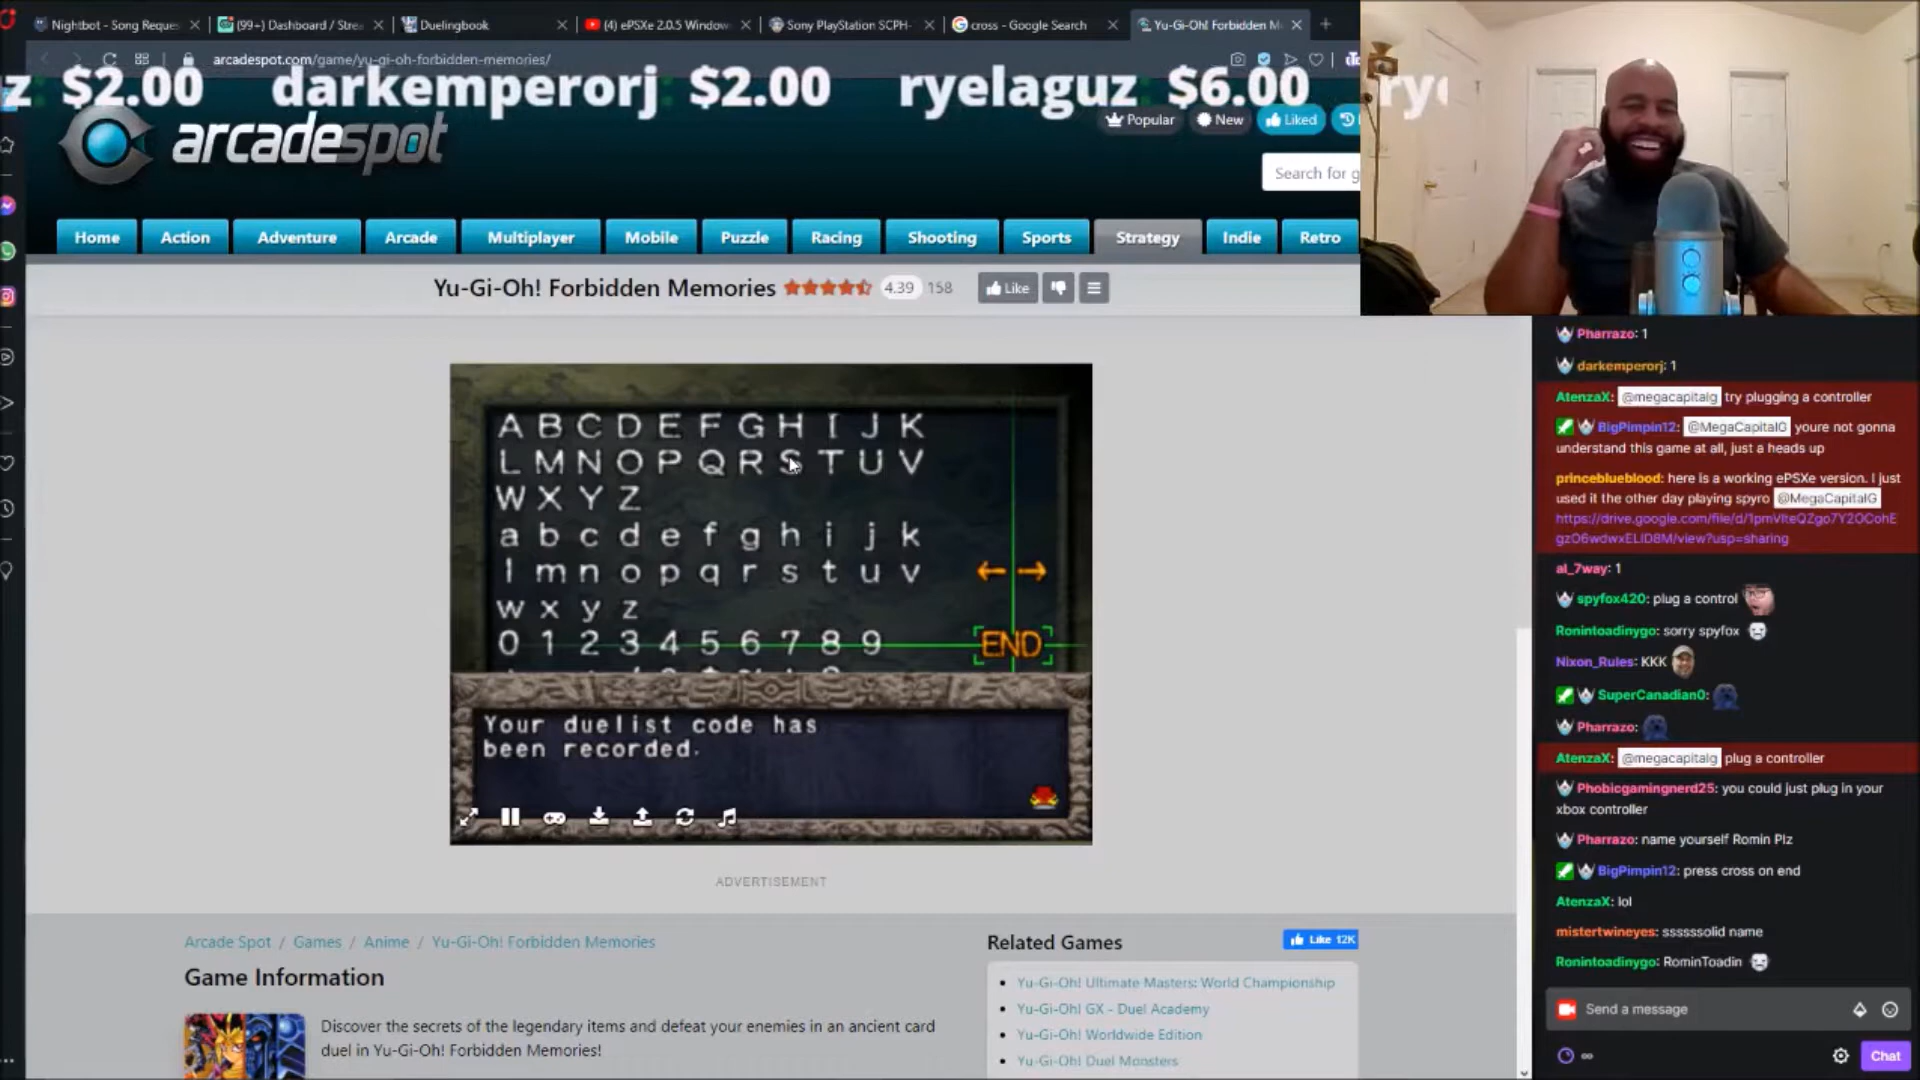 Nightbot - Song Reques
(99+) Dashboard / Strea
Duelingbook
(4) ePSXe 2.0.5 Window
Sony PlayStation SCPH-
cross - Google Search
Yu-Gi-Oh! Forbidden M
arcadespot.com/game/yu-gi-oh-forbidden-memories/
z $2.00 darkemperorj: $2.00 ryelaguz: $6.00 rye
arcadespot
Popular
New
Liked
Search for g
Home
Action
Adventure
Arcade
Multiplayer
Mobile
Puzzle
Racing
Shooting
Sports
Strategy
Indie
Retro
Yu-Gi-Oh! Forbidden Memories
4.39
158
Like
A B C D E F G H I J K
L M N O P Q R S T U V
W X Y Z
a b c d e f g h i j k
l m n o p q r s t u v
w x y z
0 1 2 3 4 5 6 7 8 9
END
Your duelist code has
been recorded.
ADVERTISEMENT
Arcade Spot / Games / Anime / Yu-Gi-Oh! Forbidden Memories
Game Information
Discover the secrets of the legendary items and defeat your enemies in an ancient card
duel in Yu-Gi-Oh! Forbidden Memories!
Related Games
Like 12K
Yu-Gi-Oh! Ultimate Masters: World Championship
Yu-Gi-Oh! GX - Duel Academy
Yu-Gi-Oh! Worldwide Edition
Yu-Gi-Oh! Duel Monsters
Pharrazo: 1
darkemperorj: 1
AtenzaX: @megacapitalg try plugging a controller
BigPimpin12: @MegaCapitalG youre not gonna
understand this game at all, just a heads up
princeblueblood: here is a working ePSXe version. I just
used it the other day playing spyro @MegaCapitalG
al_7way: 1
spyfox420: plug a control
Ronintoadinygo: sorry spyfox
Nixon_Rules: KKK
SuperCanadian0:
Pharrazo:
AtenzaX: @megacapitalg plug a controller
Phobicgamingnerd25: you could just plug in your
xbox controller
Pharrazo: name yourself Romin Plz
BigPimpin12: press cross on end
AtenzaX: lol
mistertwineyes: ssssssolid name
Ronintoadinygo: RominToadin
Send a message
Chat